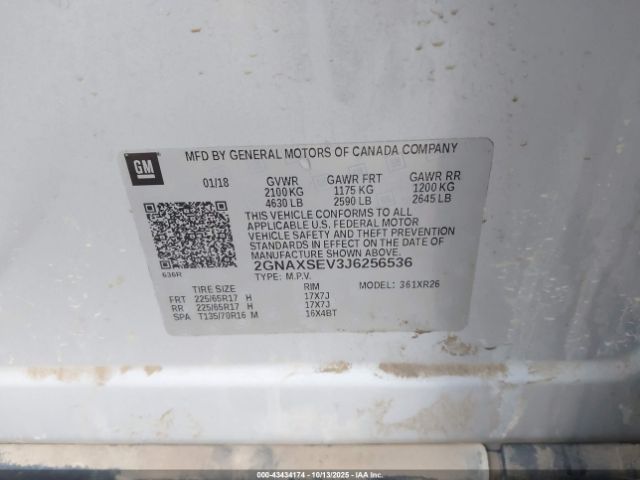 GM
MFD BY GENERAL MOTORS OF CANADA COMPANY
01/18 GVWR GAWR FRT GAWR RR
2100 KG 1175 KG 1200 KG
4630 LB 2590 LB 2645 LB
THIS VEHICLE CONFORMS TO ALL
APPLICABLE U.S. FEDERAL MOTOR
VEHICLE SAFETY AND THEFT PREVENTION
STANDARDS IN EFFECT ON THE DATE OF
MANUFACTURE SHOWN ABOVE.
2GNAXSEV3J6256536
636R
TYPE: M.P.V. MODEL: 361XR26
TIRE SIZE RIM
FRT 225/65R17 H 17X7J
RR 225/65R17 H 17X7J
SPA T135/70R16 M 16X4BT
© 43434174 | 10/13/2025 | IAAI.COM